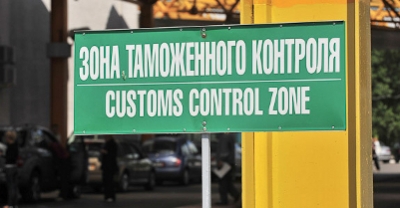 ЗОНА ТАМОЖЕННОГО КОНТРОЛЯ
CUSTOMS CONTROL ZONE